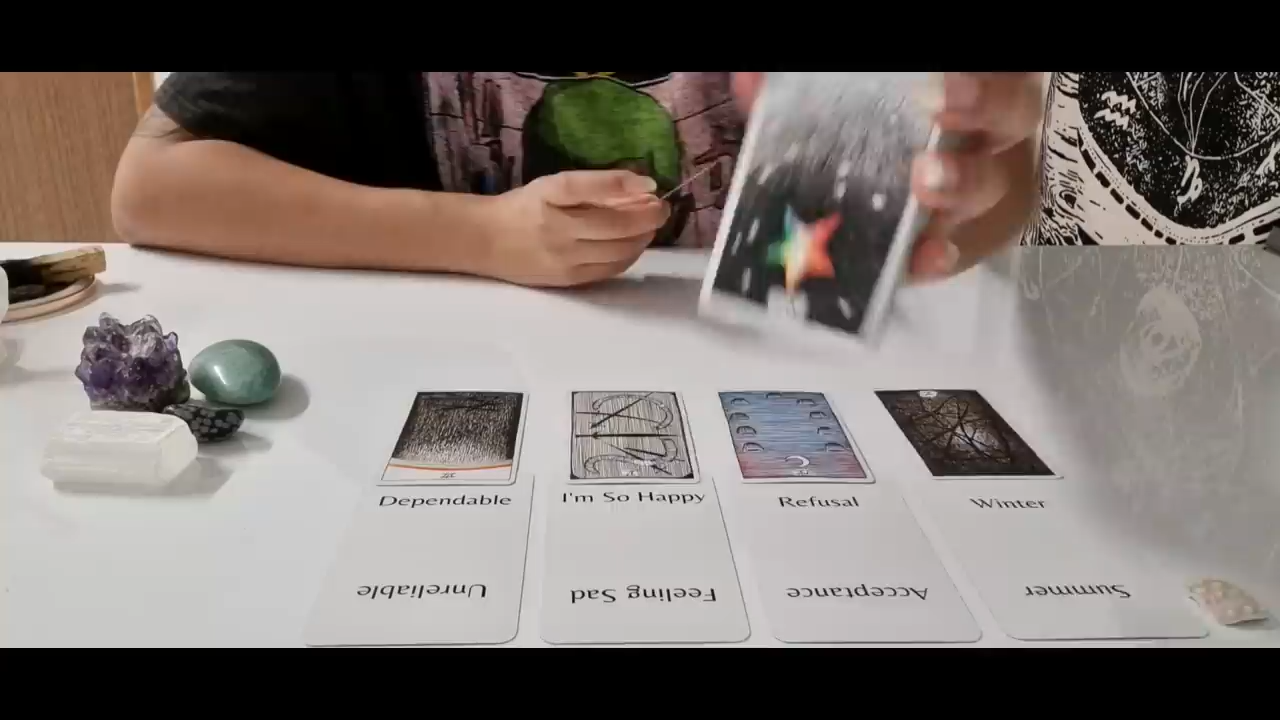 Dependable
I'm So Happy
Refusal
Winter
Unreliable
Feeling Sad
Acceptance
Summer